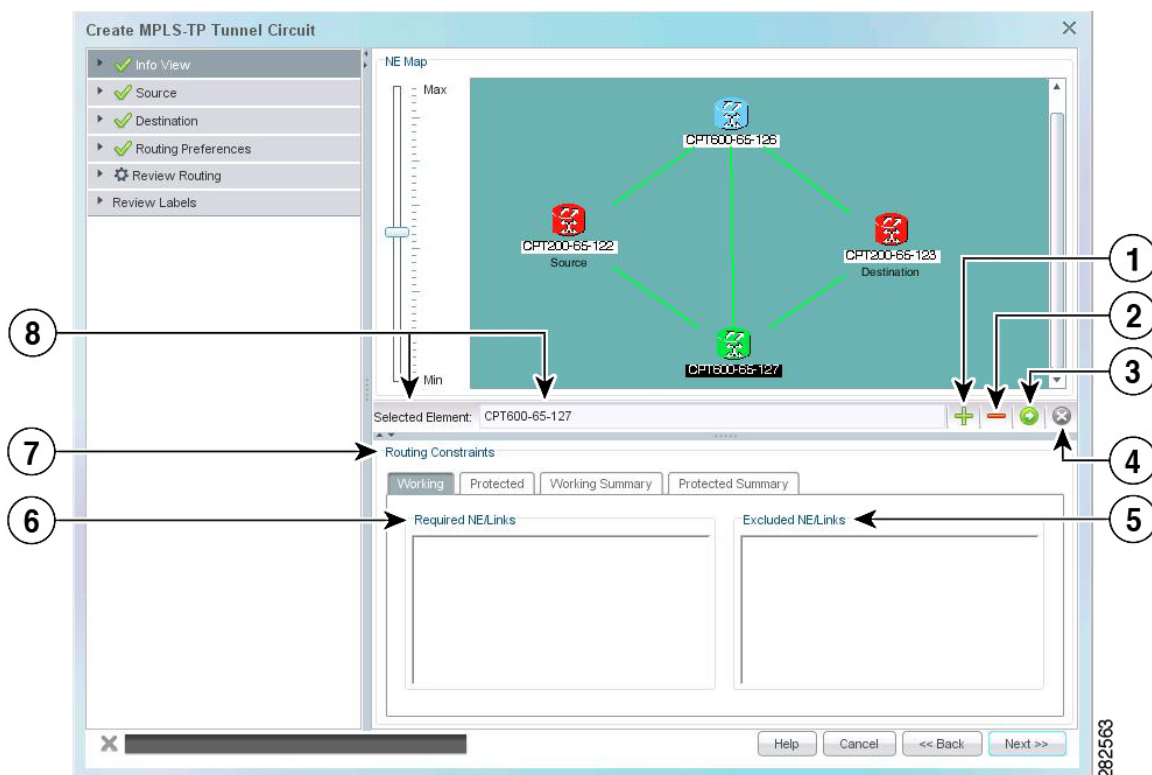 Create MPLS-TP Tunnel Circuit
Info View
Source
Destination
Routing Preferences
Review Routing
Review Labels
NE Map
Max
Min
CPT600-65-126
CPT200-65-122
Source
CPT200-65-123
Destination
CPT600-65-127
Selected Element: CPT600-65-127
Routing Constraints
Working Protected Working Summary Protected Summary
Required NE/Links Excluded NE/Links
Help Cancel << Back Next >>
1
2
3
4
5
6
7
8
282563